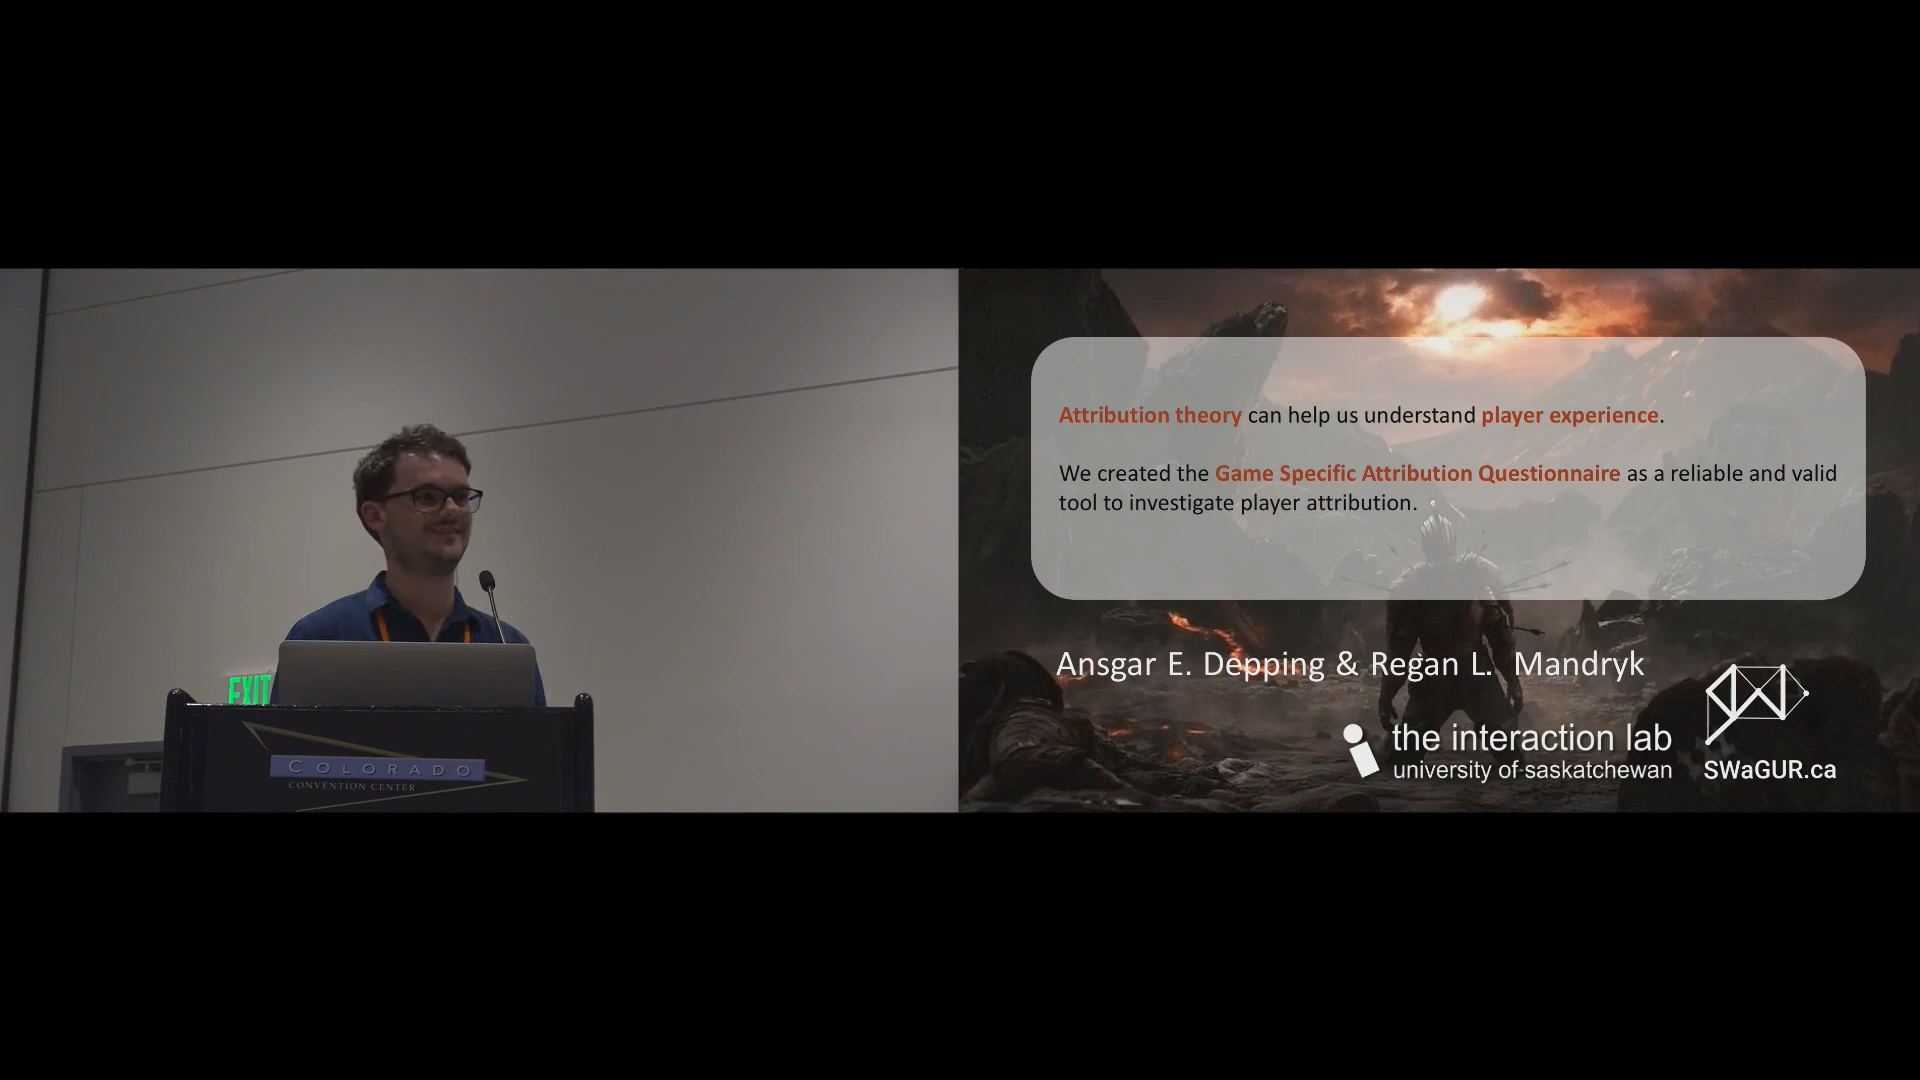 EXIT
COLORADO
CONVENTION CENTER
Attribution theory can help us understand player experience.
We created the Game Specific Attribution Questionnaire as a reliable and valid
tool to investigate player attribution.
Ansgar E. Depping & Regan L. Mandryk
the interaction lab
university of saskatchewan
SWaGUR.ca